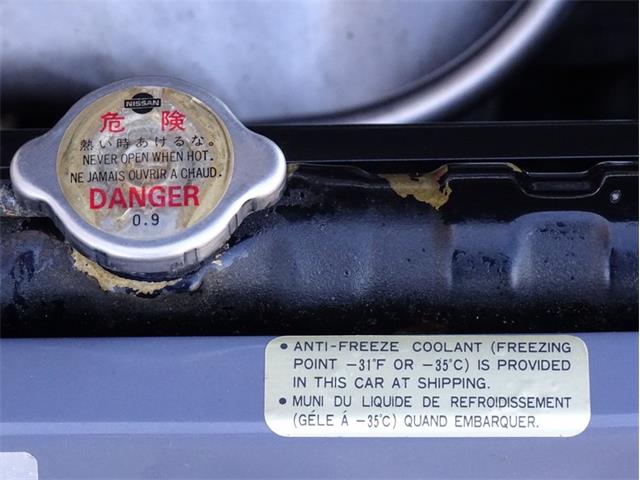 NISSAN
危険
熱い時あけるな。
NEVER OPEN WHEN HOT.
NE JAMAIS OUVRIR A CHAUD.
DANGER
0.9
• ANTI-FREEZE COOLANT (FREEZING
POINT −31°F OR −35°C) IS PROVIDED
IN THIS CAR AT SHIPPING.
• MUNI DU LIQUIDE DE REFROIDISSEMENT
(GÉLE Á −35°C) QUAND EMBARQUER.